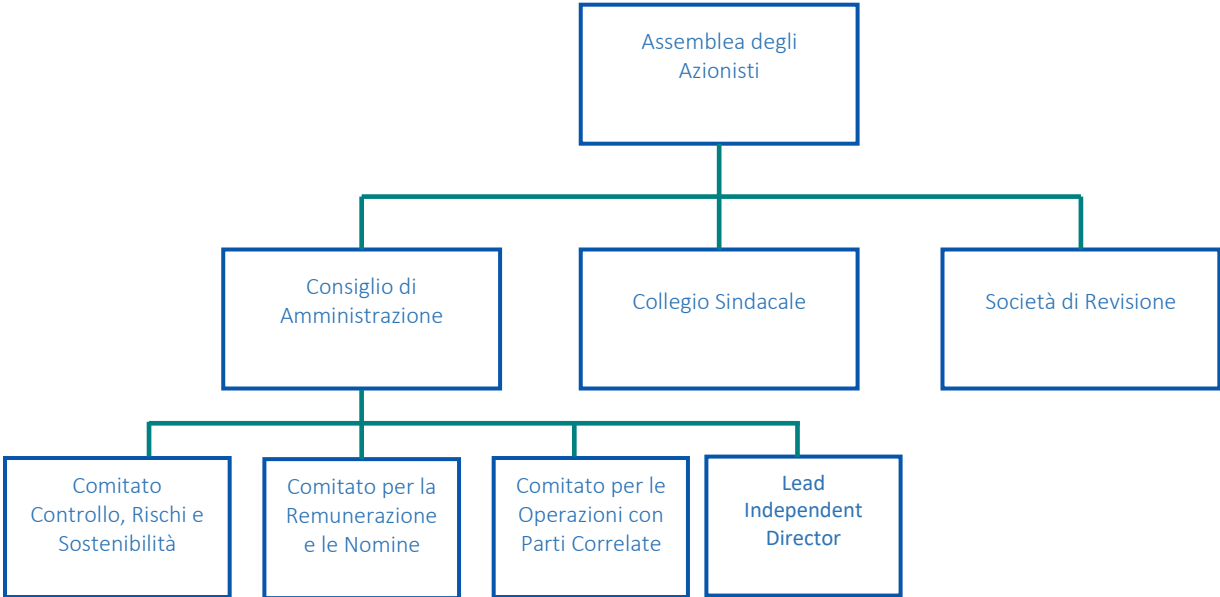 Assemblea degli
Azionisti
Consiglio di
Amministrazione
Collegio Sindacale
Società di Revisione
Comitato
Controllo, Rischi e
Sostenibilità
Comitato per la
Remunerazione
e le Nomine
Comitato per le
Operazioni con
Parti Correlate
Lead
Independent
Director